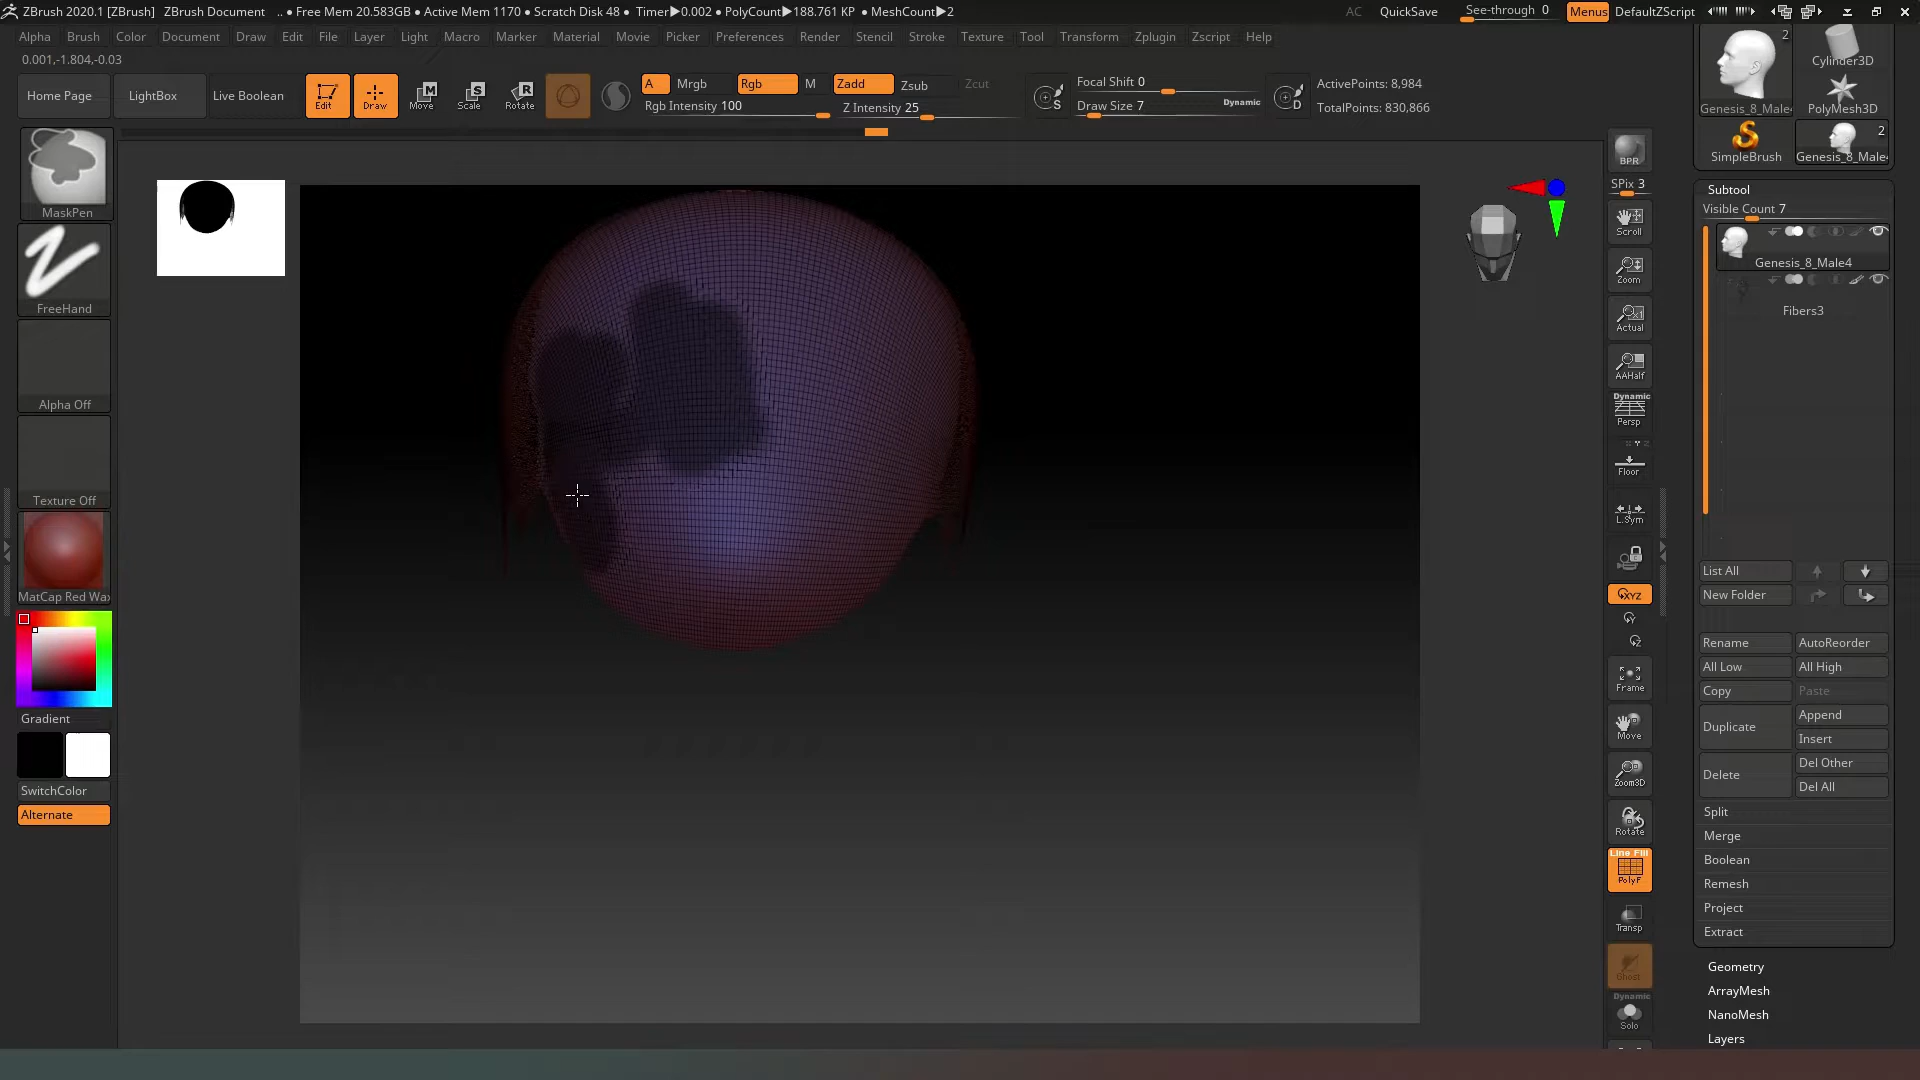 ZBrush 2020.1 [ZBrush] ZBrush Document .. • Free Mem 20.583GB • Active Mem 1170 • Scratch Disk 48 • Timer▶0.002 • PolyCount▶188.761 KP • MeshCount▶2 AC QuickSave See-through 0 Menus DefaultZScript
Alpha Brush Color Document Draw Edit File Layer Light Macro Marker Material Movie Picker Preferences Render Stencil Stroke Texture Tool Transform Zplugin Zscript Help
0.001,-1.804,-0.03
Home Page LightBox Live Boolean Edit Draw Move Scale Rotate
A Mrgb Rgb M Zadd Zsub Zcut
Rgb Intensity 100 Z Intensity 25
S Focal Shift 0
Draw Size 7 Dynamic D
ActivePoints: 8,984
TotalPoints: 830,866
MaskPen
FreeHand
Alpha Off
Texture Off
MatCap Red Wax
Gradient
SwitchColor
Alternate
BPR
SPix 3
Scroll
Zoom
Actual
AAHalf
Dynamic
Persp
Floor
L.Sym
XYZ
Y
Z
Frame
Move
Zoom3D
Rotate
Line Fill
PolyF
Transp
Ghost
Dynamic
Solo
2
Genesis_8_Male4
Cylinder3D
PolyMesh3D
SimpleBrush
2
Genesis_8_Male4
Subtool
Visible Count 7
Genesis_8_Male4
Fibers3
List All
New Folder
Rename AutoReorder
All Low All High
Copy Paste
Duplicate Append
Insert
Delete Del Other
Del All
Split
Merge
Boolean
Remesh
Project
Extract
Geometry
ArrayMesh
NanoMesh
Layers